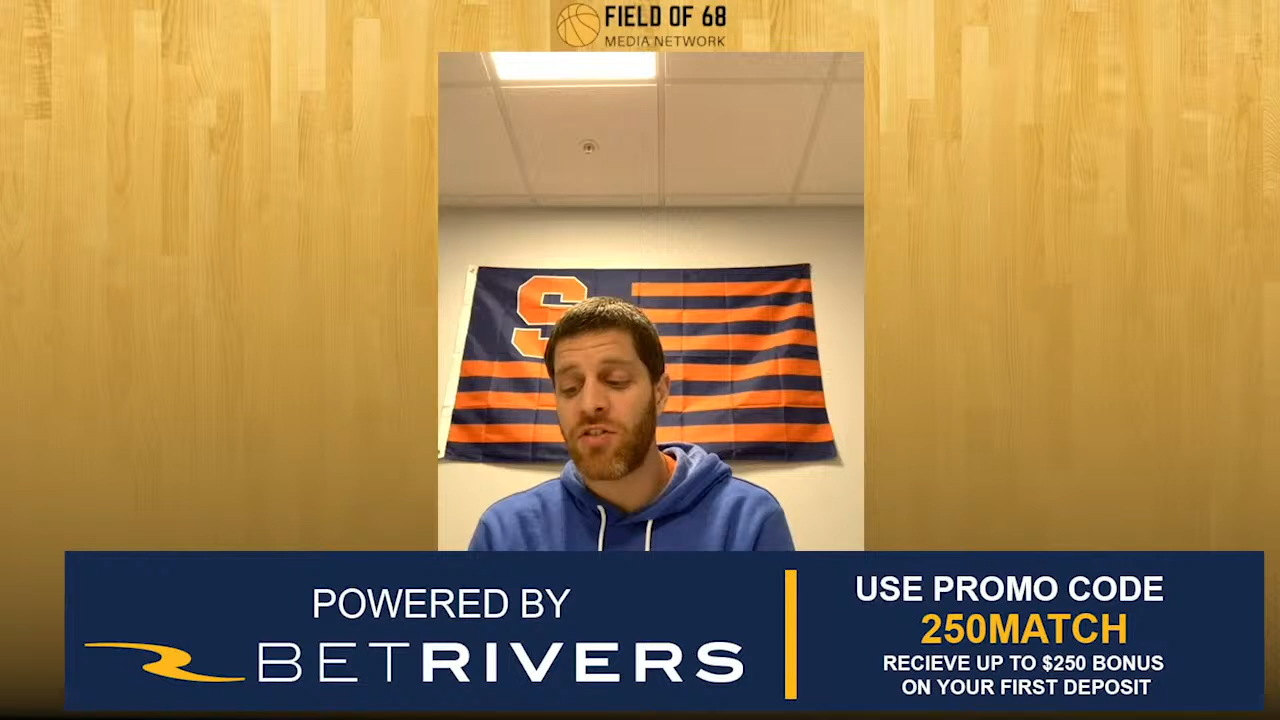 FIELD OF 68
MEDIA NETWORK
S
POWERED BY
BETRIVERS
USE PROMO CODE
250MATCH
RECIEVE UP TO $250 BONUS
ON YOUR FIRST DEPOSIT